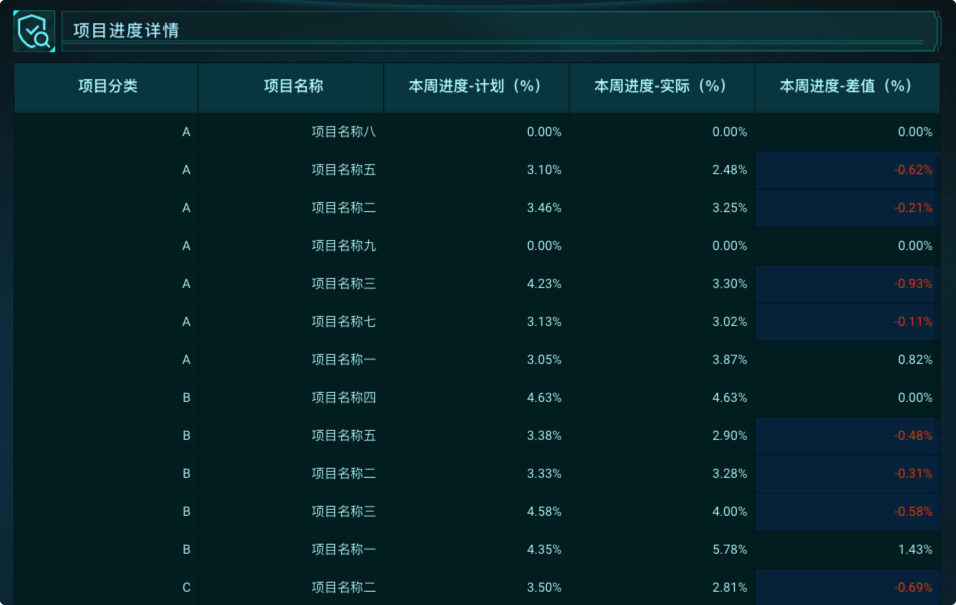 项目进度详情
项目分类 项目名称 本周进度-计划（%） 本周进度-实际（%） 本周进度-差值（%）
A 项目名称八 0.00% 0.00% 0.00%
A 项目名称五 3.10% 2.48% -0.62%
A 项目名称二 3.46% 3.25% -0.21%
A 项目名称九 0.00% 0.00% 0.00%
A 项目名称三 4.23% 3.30% -0.93%
A 项目名称七 3.13% 3.02% -0.11%
A 项目名称一 3.05% 3.87% 0.82%
B 项目名称四 4.63% 4.63% 0.00%
B 项目名称五 3.38% 2.90% -0.48%
B 项目名称二 3.33% 3.28% -0.31%
B 项目名称三 4.58% 4.00% -0.58%
B 项目名称一 4.35% 5.78% 1.43%
C 项目名称二 3.50% 2.81% -0.69%